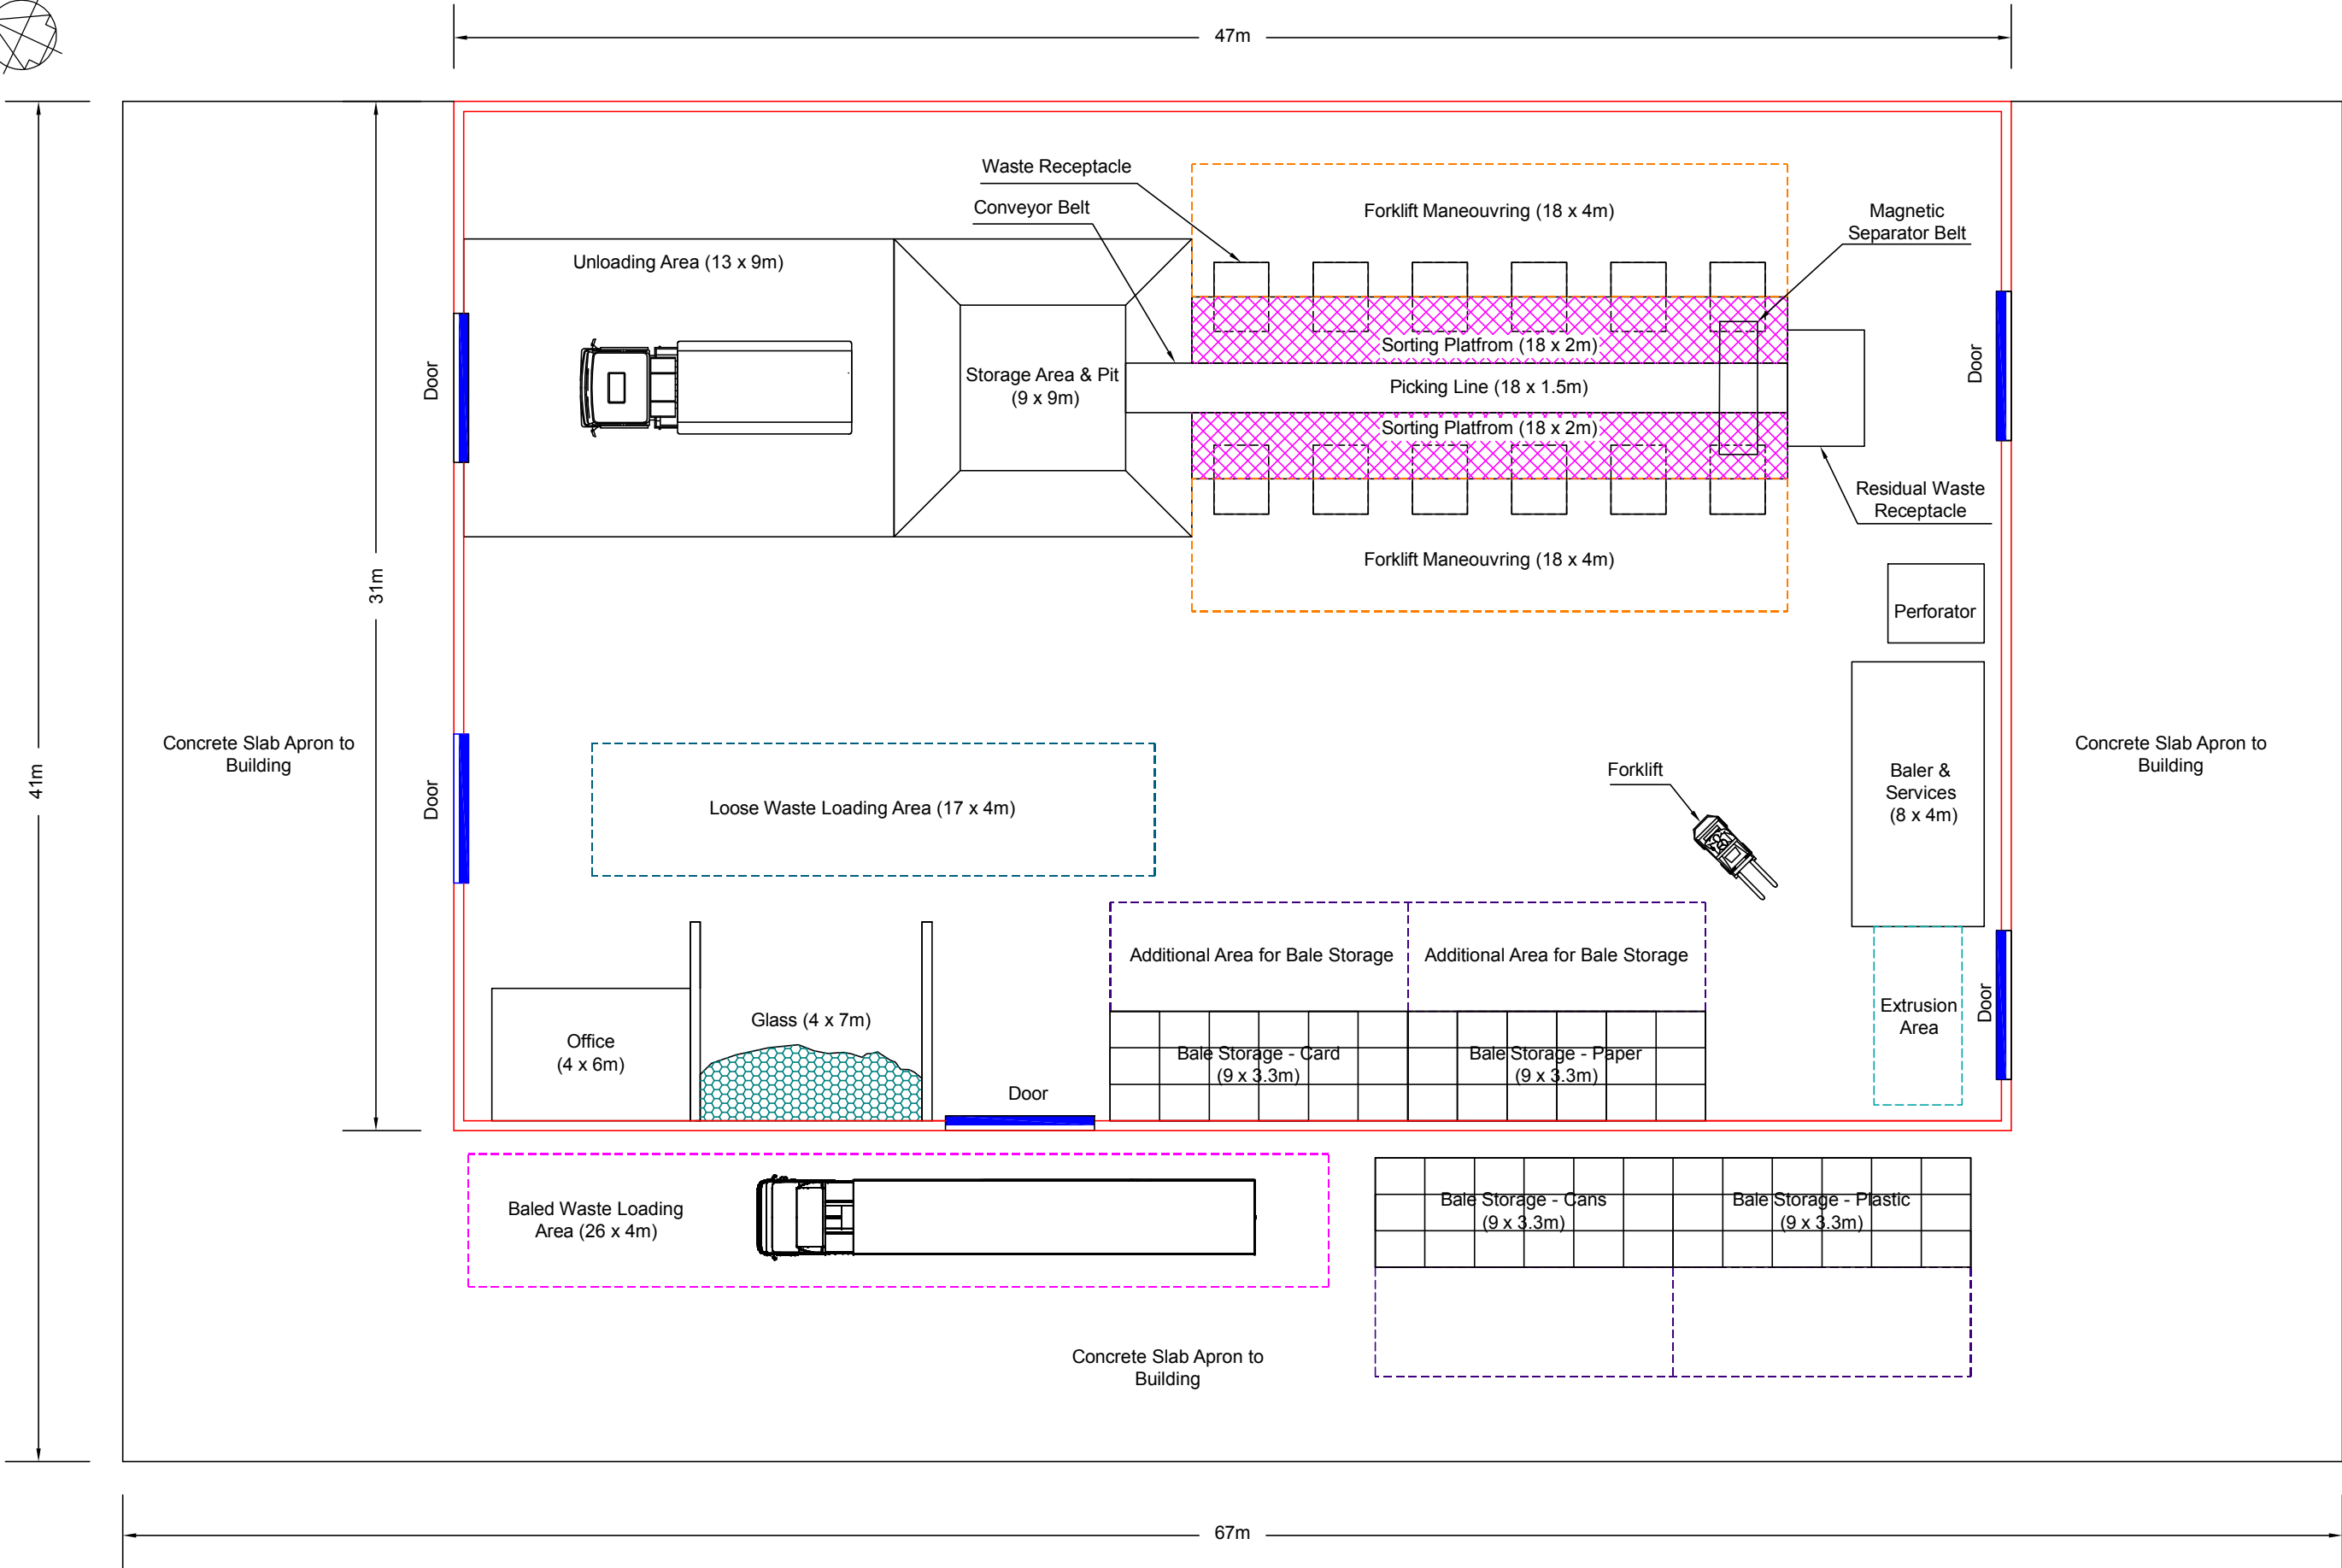 47m
Waste Receptacle
Conveyor Belt
Forklift Maneouvring (18 x 4m)
Magnetic
Separator Belt
Unloading Area (13 x 9m)
Door
Storage Area & Pit
(9 x 9m)
Sorting Platfrom (18 x 2m)
Picking Line (18 x 1.5m)
Sorting Platfrom (18 x 2m)
Door
Residual Waste
Receptacle
Forklift Maneouvring (18 x 4m)
31m
Perforator
41m
Concrete Slab Apron to
Building
Door
Loose Waste Loading Area (17 x 4m)
Forklift
Baler &
Services
(8 x 4m)
Concrete Slab Apron to
Building
Additional Area for Bale Storage
Additional Area for Bale Storage
Office
(4 x 6m)
Glass (4 x 7m)
Door
Bale Storage - Card
(9 x 3.3m)
Bale Storage - Paper
(9 x 3.3m)
Extrusion
Area
Door
Baled Waste Loading
Area (26 x 4m)
Bale Storage - Cans
(9 x 3.3m)
Bale Storage - Plastic
(9 x 3.3m)
Concrete Slab Apron to
Building
67m